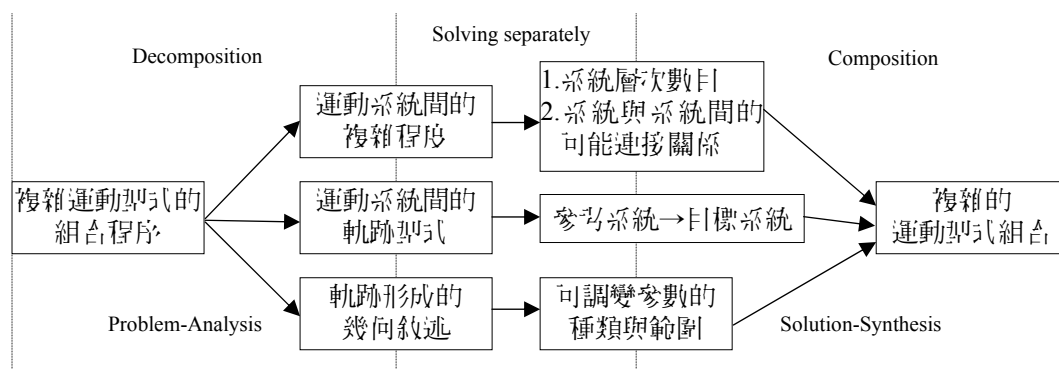 Decomposition
Solving separately
Composition
複雜運動型式的
組合程序
運動系統間的
複雜程度
1.系統層次數目
2.系統與系統間的
可能連接關係
運動系統間的
軌跡型式
參考系統→目標系統
軌跡形成的
幾何敘述
可調變參數的
種類與範圍
複雜的
運動型式組合
Problem-Analysis
Solution-Synthesis